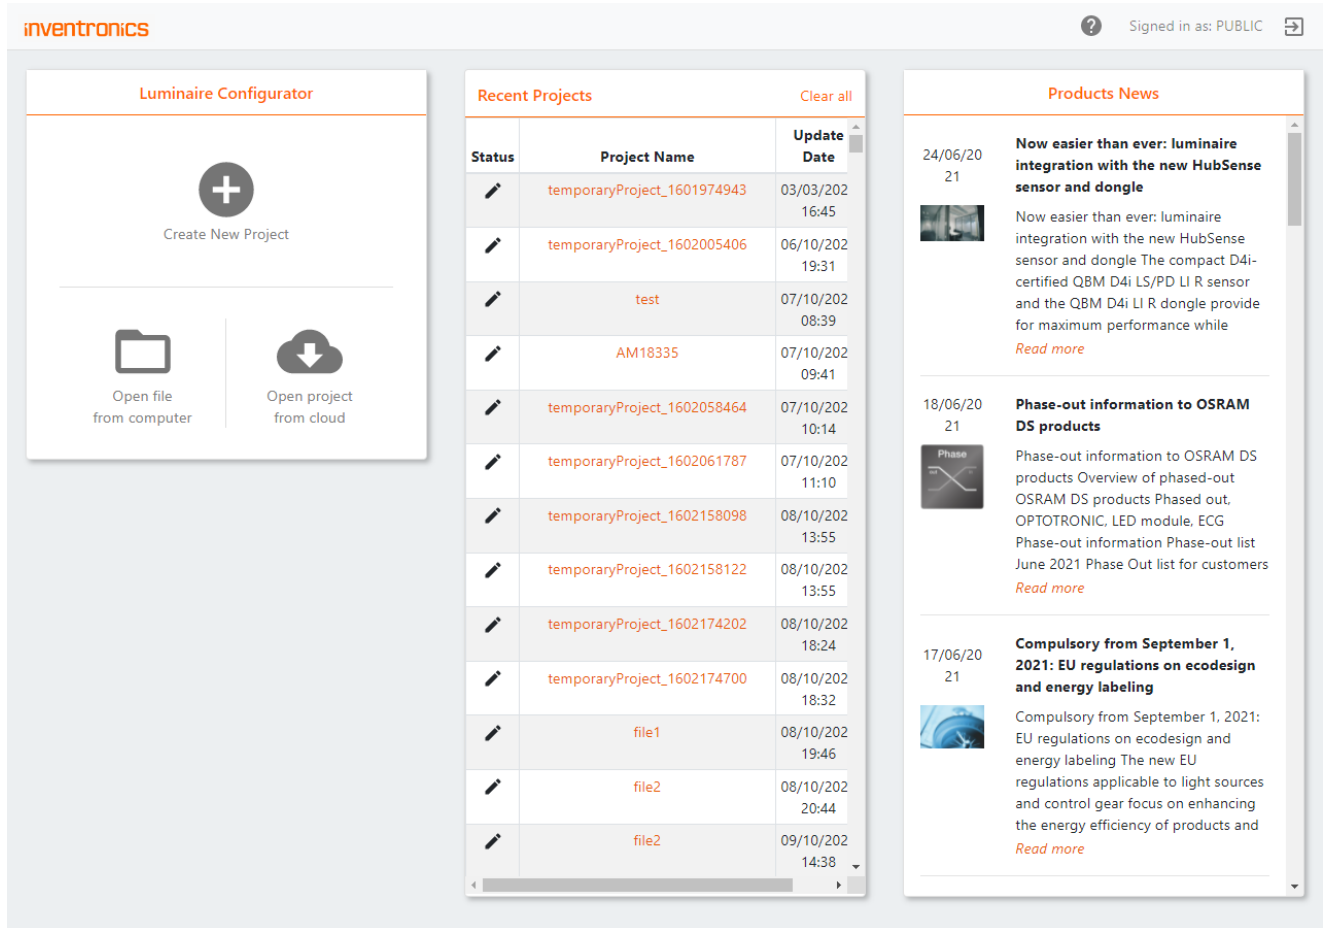 inventronics
Signed in as: PUBLIC
Luminaire Configurator
Create New Project
Open file
from computer
Open project
from cloud
Recent Projects
Clear all
Status
Project Name
Update
Date
temporaryProject_1601974943
03/03/202
16:45
temporaryProject_1602005406
06/10/202
19:31
test
07/10/202
08:39
AM18335
07/10/202
09:41
temporaryProject_1602058464
07/10/202
10:14
temporaryProject_1602061787
07/10/202
11:10
temporaryProject_1602158098
08/10/202
13:55
temporaryProject_1602158122
08/10/202
13:55
temporaryProject_1602174202
08/10/202
18:24
temporaryProject_1602174700
08/10/202
18:32
file1
08/10/202
19:46
file2
08/10/202
20:44
file2
09/10/202
14:38
Products News
24/06/20
21
Now easier than ever: luminaire
integration with the new HubSense
sensor and dongle
Now easier than ever: luminaire
integration with the new HubSense
sensor and dongle The compact D4i-
certified QBM D4i LS/PD LI R sensor
and the QBM D4i LI R dongle provide
for maximum performance while
Read more
18/06/20
21
Phase
out
in
Phase-out information to OSRAM
DS products
Phase-out information to OSRAM DS
products Overview of phased-out
OSRAM DS products Phased out,
OPTOTRONIC, LED module, ECG
Phase-out information Phase-out list
June 2021 Phase Out list for customers
Read more
17/06/20
21
Compulsory from September 1,
2021: EU regulations on ecodesign
and energy labeling
Compulsory from September 1, 2021:
EU regulations on ecodesign and
energy labeling The new EU
regulations applicable to light sources
and control gear focus on enhancing
the energy efficiency of products and
Read more